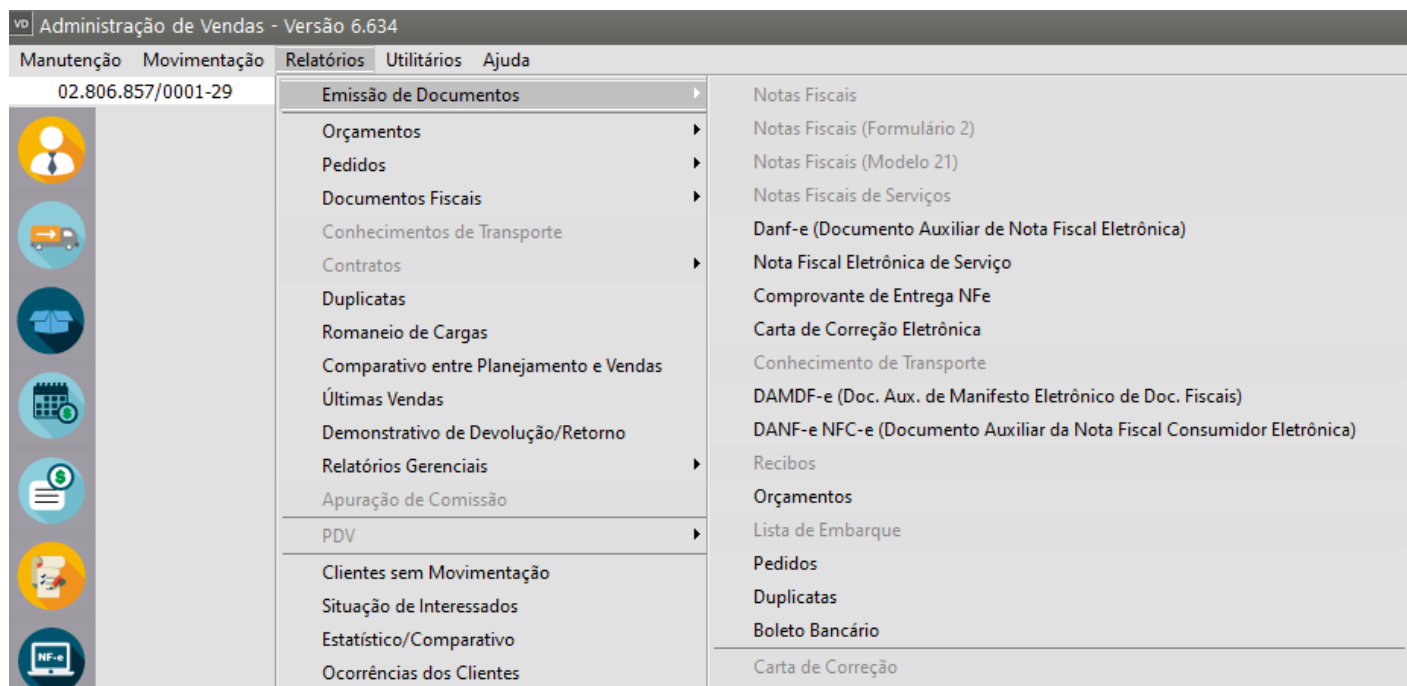 VD Administração de Vendas - Versão 6.634
Manutenção Movimentação Relatórios Utilitários Ajuda
02.806.857/0001-29
Emissão de Documentos
Orçamentos
Pedidos
Documentos Fiscais
Conhecimentos de Transporte
Contratos
Duplicatas
Romaneio de Cargas
Comparativo entre Planejamento e Vendas
Últimas Vendas
Demonstrativo de Devolução/Retorno
Relatórios Gerenciais
Apuração de Comissão
PDV
Clientes sem Movimentação
Situação de Interessados
Estatístico/Comparativo
Ocorrências dos Clientes
Notas Fiscais
Notas Fiscais (Formulário 2)
Notas Fiscais (Modelo 21)
Notas Fiscais de Serviços
Danf-e (Documento Auxiliar de Nota Fiscal Eletrônica)
Nota Fiscal Eletrônica de Serviço
Comprovante de Entrega NFe
Carta de Correção Eletrônica
Conhecimento de Transporte
DAMDF-e (Doc. Aux. de Manifesto Eletrônico de Doc. Fiscais)
DANF-e NFC-e (Documento Auxiliar da Nota Fiscal Consumidor Eletrônica)
Recibos
Orçamentos
Lista de Embarque
Pedidos
Duplicatas
Boleto Bancário
Carta de Correção
NF-e